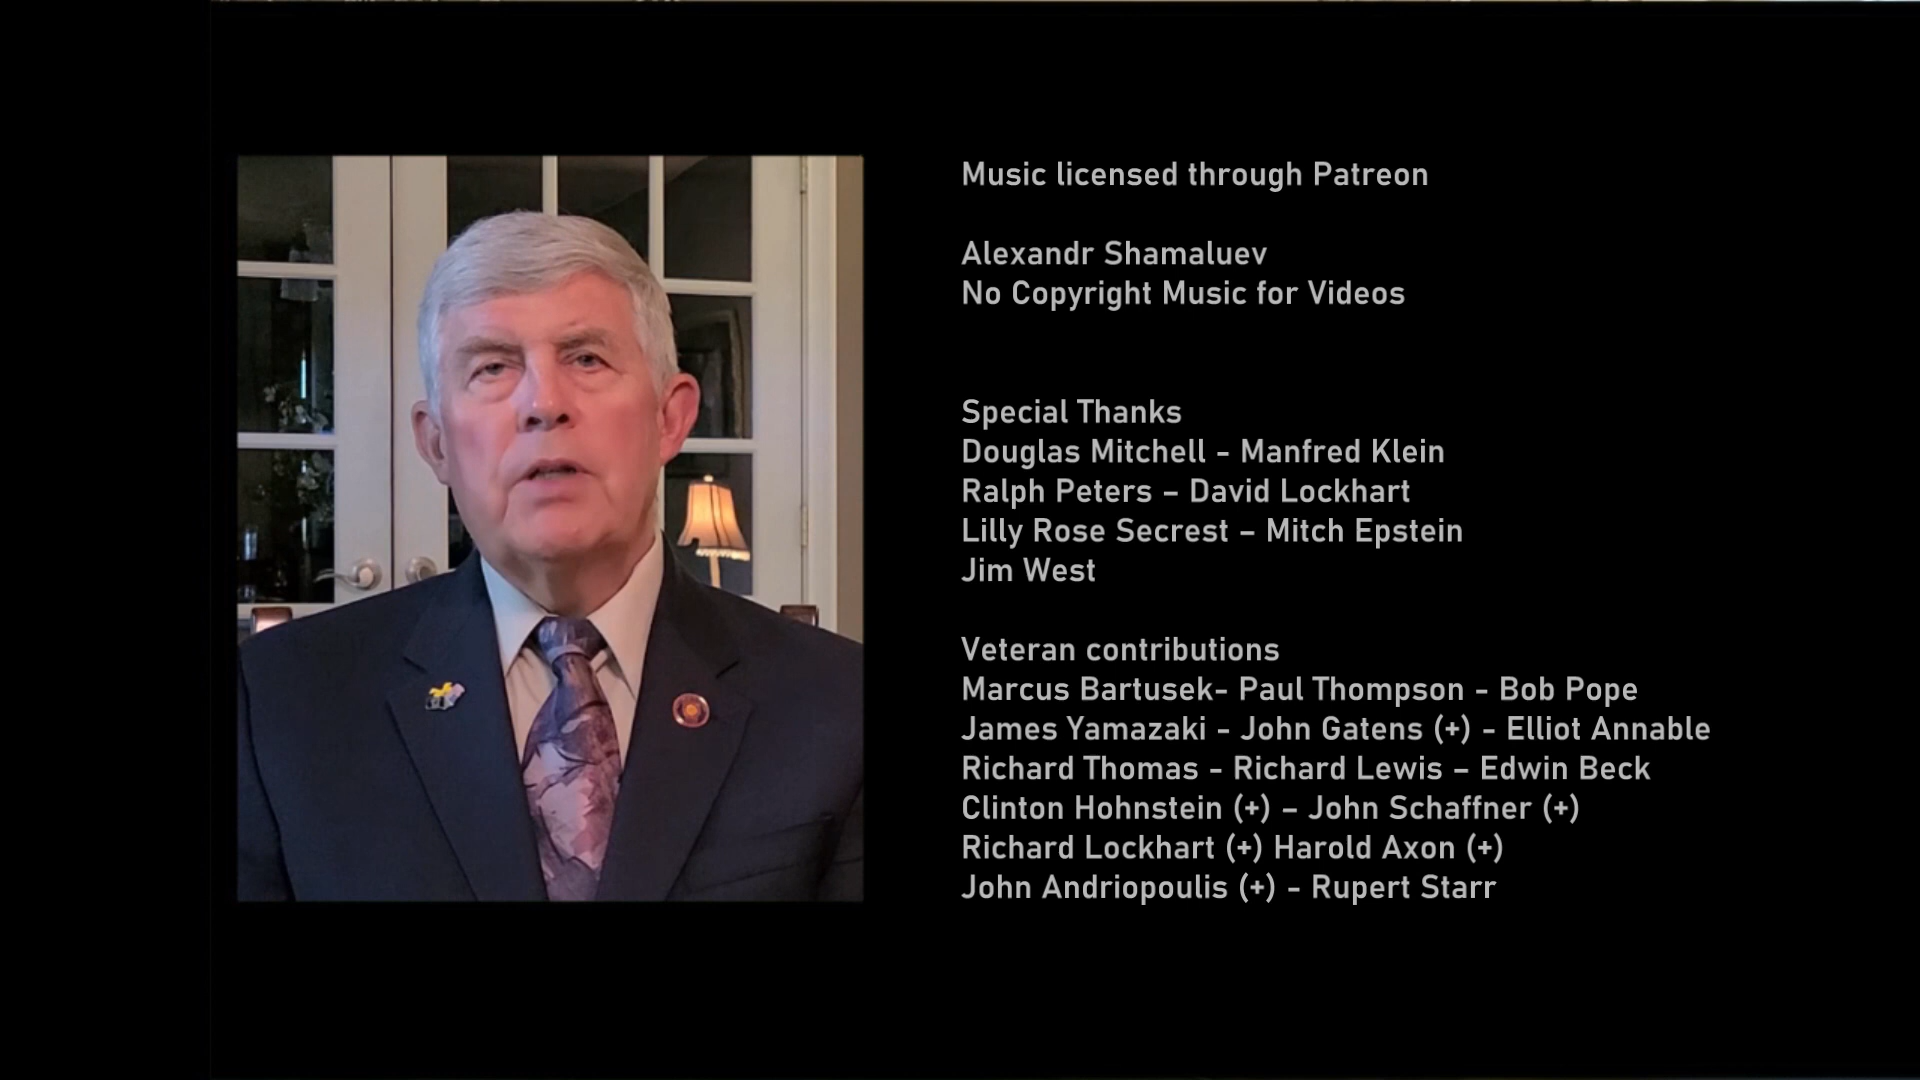 Music licensed through Patreon
Alexandr Shamaluev
No Copyright Music for Videos
Special Thanks
Douglas Mitchell - Manfred Klein
Ralph Peters – David Lockhart
Lilly Rose Secrest – Mitch Epstein
Jim West
Veteran contributions
Marcus Bartusek- Paul Thompson - Bob Pope
James Yamazaki - John Gatens (+) - Elliot Annable
Richard Thomas - Richard Lewis – Edwin Beck
Clinton Hohnstein (+) – John Schaffner (+)
Richard Lockhart (+) Harold Axon (+)
John Andriopoulis (+) - Rupert Starr